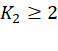 K₂ ≥ 2